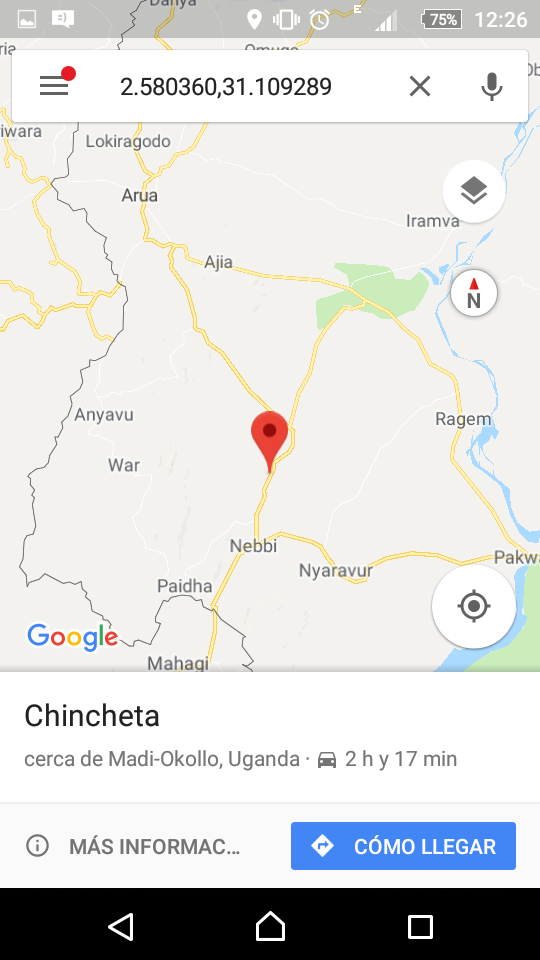 75% 12:26
Danya
Omugo
2.580360,31.109289
Lokiragodo
Arua
Iramva
N
Ajia
Anyavu
Ragem
War
Nebbi
Nyaravur
Pakw
Paidha
Google
Mahagi
Chincheta
cerca de Madi-Okollo, Uganda · 2 h y 17 min
MÁS INFORMAC... CÓMO LLEGAR